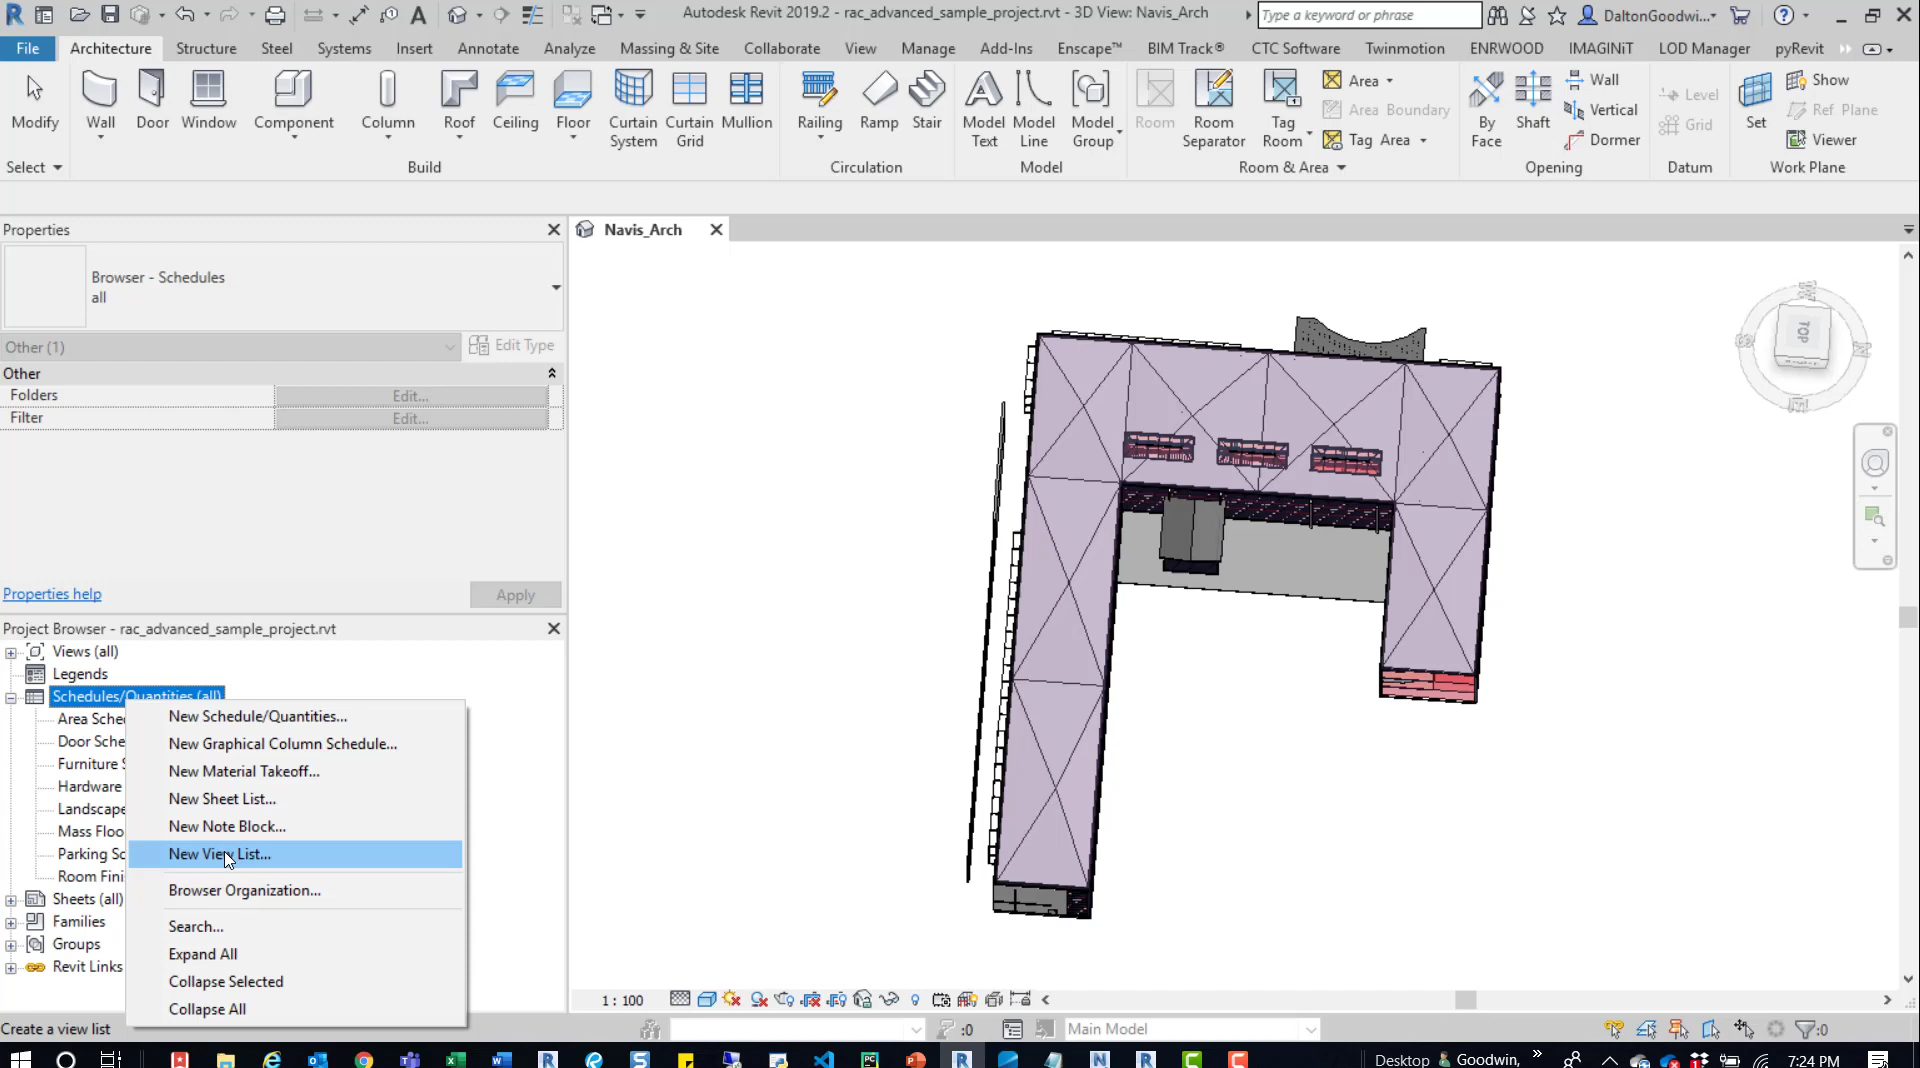 Autodesk Revit 2019.2 - rac_advanced_sample_project.rvt - 3D View: Navis_Arch
Type a keyword or phrase
DaltonGoodwi...
File Architecture Structure Steel Systems Insert Annotate Analyze Massing & Site Collaborate View Manage Add-Ins Enscape™ BIM Track® CTC Software Twinmotion ENRWOOD IMAGINiT LOD Manager pyRevit
Modify
Wall
Door
Window
Component
Column
Roof
Ceiling
Floor
Curtain System
Curtain Grid
Mullion
Railing
Ramp
Stair
Model Text
Model Line
Model Group
Room
Room Separator
Tag Room
Area
Area Boundary
Tag Area
By Face
Shaft
Wall
Vertical
Dormer
Level
Grid
Set
Show
Ref Plane
Viewer
Select
Build
Circulation
Model
Room & Area
Opening
Datum
Work Plane
Properties
Browser - Schedules
all
Other (1)
Edit Type
Other
Folders Edit...
Filter Edit...
Properties help
Apply
Project Browser - rac_advanced_sample_project.rvt
Views (all)
Legends
Schedules/Quantities (all)
Area Sche
Door Sche
Furniture S
Hardware
Landscape
Mass Floo
Parking Sc
Room Fini
Sheets (all)
Families
Groups
Revit Links
New Schedule/Quantities...
New Graphical Column Schedule...
New Material Takeoff...
New Sheet List...
New Note Block...
New View List...
Browser Organization...
Search...
Expand All
Collapse Selected
Collapse All
Navis_Arch
TOP
1 : 100
Create a view list
:0
Main Model
:0
Desktop
Goodwin,
7:24 PM